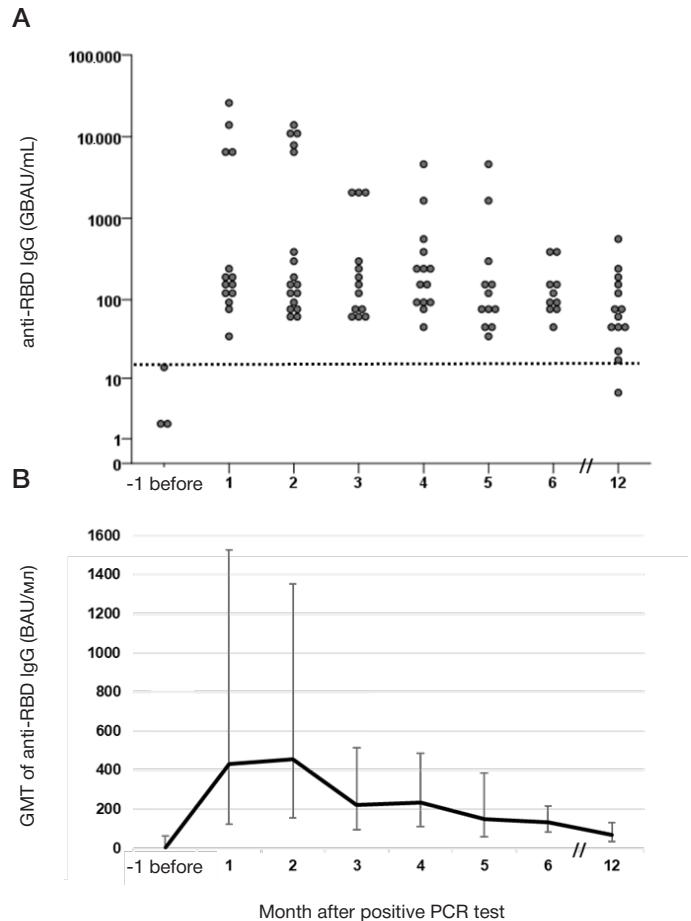 A
anti-RBD IgG (GBAU/mL)
100.000
10.000
1000
100
10
1
0
-1 before 1 2 3 4 5 6 // 12
B
GMT of anti-RBD IgG (BAU/мл)
1600
1400
1200
1000
800
600
400
200
0
-1 before 1 2 3 4 5 6 // 12
Month after positive PCR test